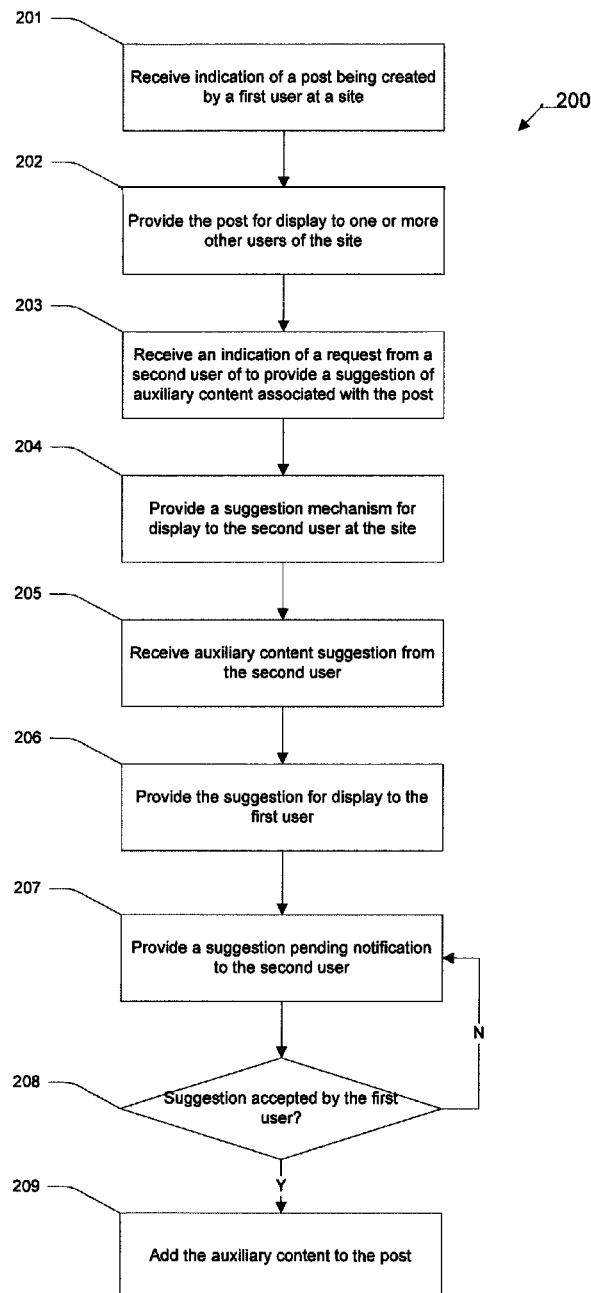 201
Receive indication of a post being created
by a first user at a site
200
202
Provide the post for display to one or more
other users of the site
203
Receive an indication of a request from a
second user of to provide a suggestion of
auxiliary content associated with the post
204
Provide a suggestion mechanism for
display to the second user at the site
205
Receive auxiliary content suggestion from
the second user
206
Provide the suggestion for display to the
first user
207
Provide a suggestion pending notification
to the second user
N
208
Suggestion accepted by the first
user?
Y
209
Add the auxiliary content to the post